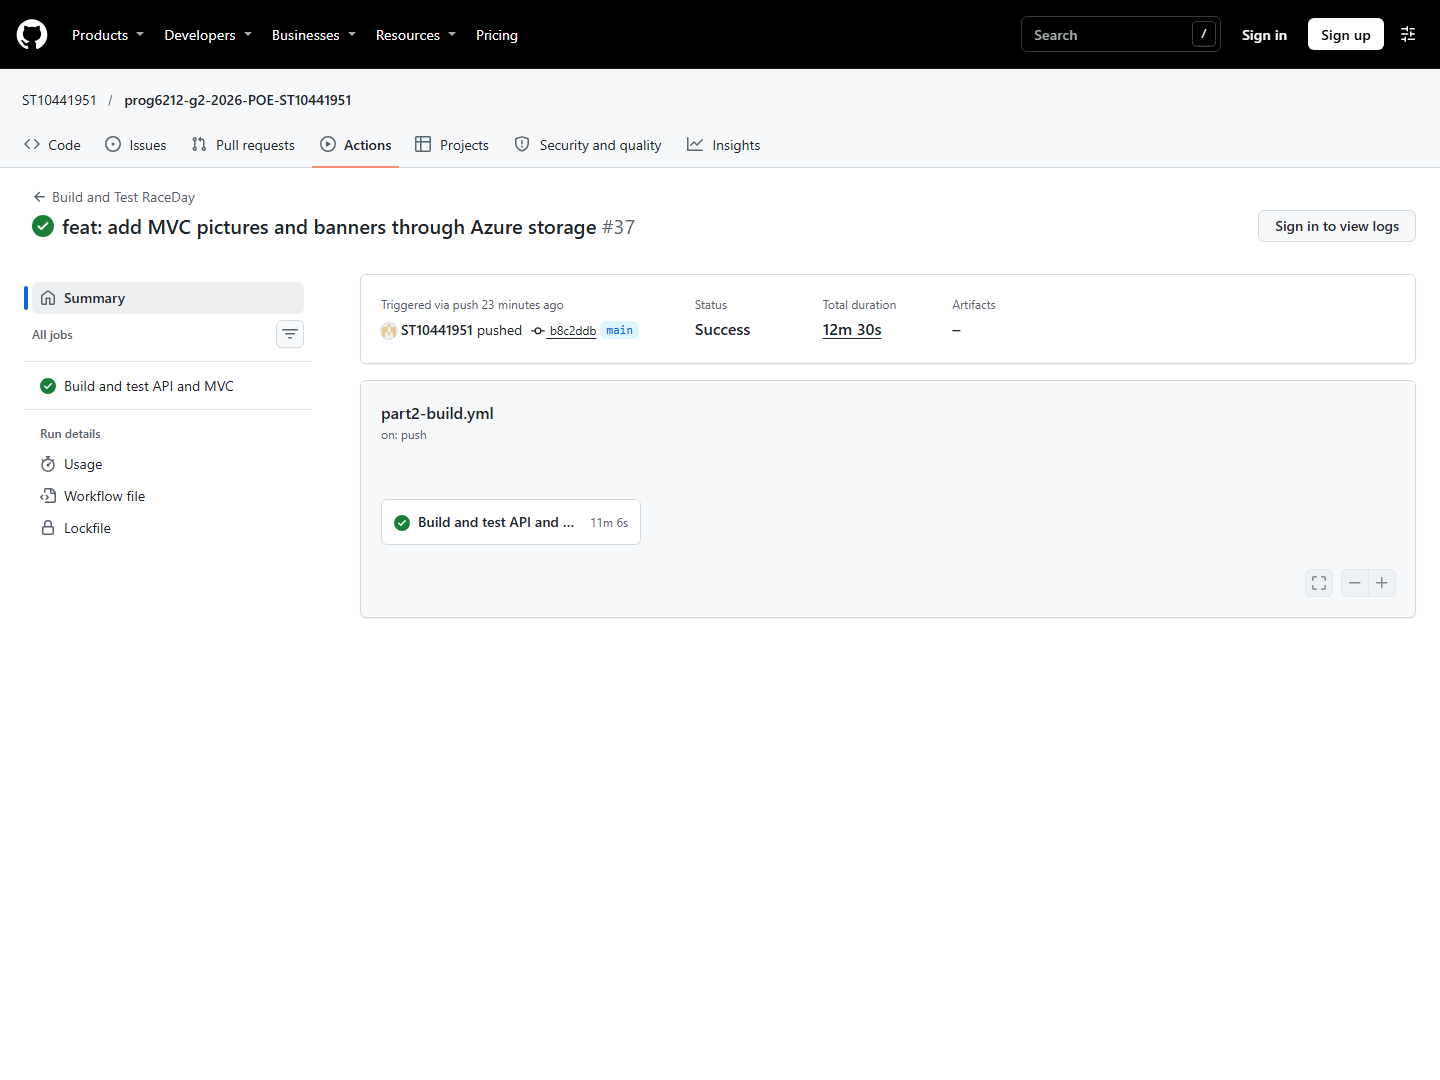 Products Developers Businesses Resources Pricing Search / Sign in Sign up
ST10441951 / prog6212-g2-2026-POE-ST10441951
Code Issues Pull requests Actions Projects Security and quality Insights
Build and Test RaceDay
feat: add MVC pictures and banners through Azure storage #37
Sign in to view logs
Summary
All jobs
Build and test API and MVC
Run details
Usage
Workflow file
Lockfile
Triggered via push 23 minutes ago
ST10441951 pushed b8c2ddb main
Status
Success
Total duration
12m 30s
Artifacts
–
part2-build.yml
on: push
Build and test API and ... 11m 6s